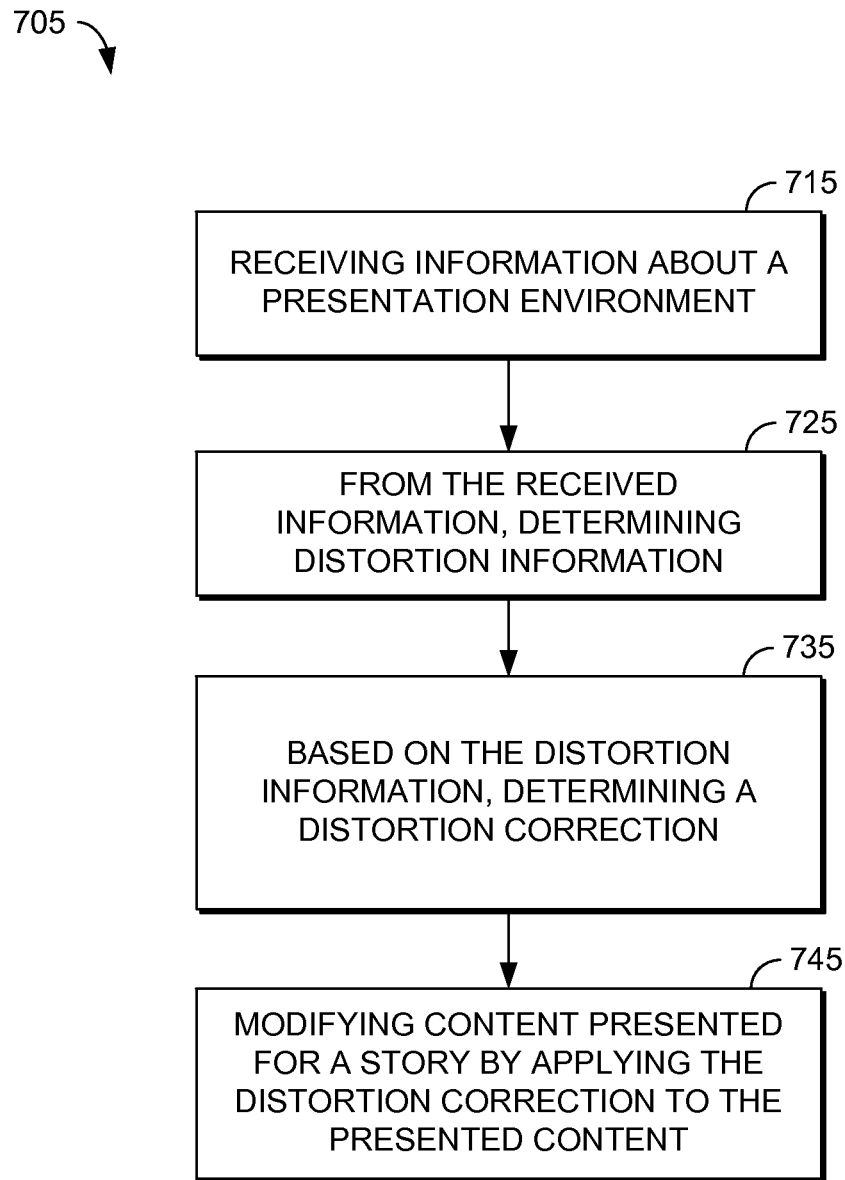 705
715
RECEIVING INFORMATION ABOUT A
PRESENTATION ENVIRONMENT
725
FROM THE RECEIVED
INFORMATION, DETERMINING
DISTORTION INFORMATION
735
BASED ON THE DISTORTION
INFORMATION, DETERMINING A
DISTORTION CORRECTION
745
MODIFYING CONTENT PRESENTED
FOR A STORY BY APPLYING THE
DISTORTION CORRECTION TO THE
PRESENTED CONTENT